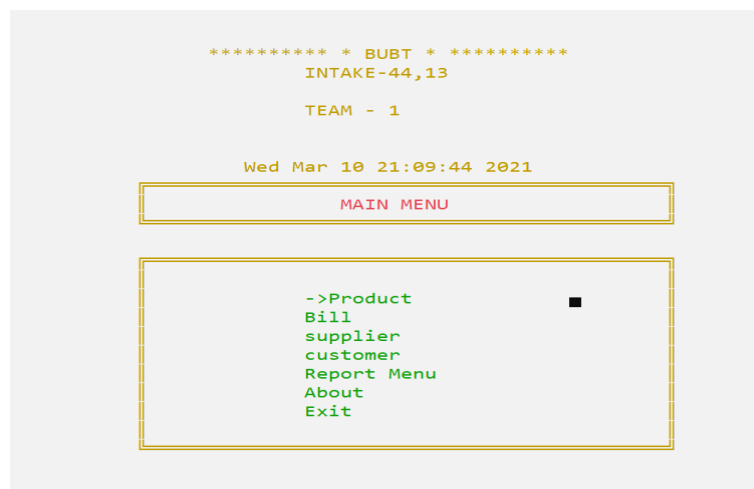 ********** * BUBT * **********
INTAKE-44,13
TEAM - 1
Wed Mar 10 21:09:44 2021
MAIN MENU
->Product
Bill
supplier
customer
Report Menu
About
Exit